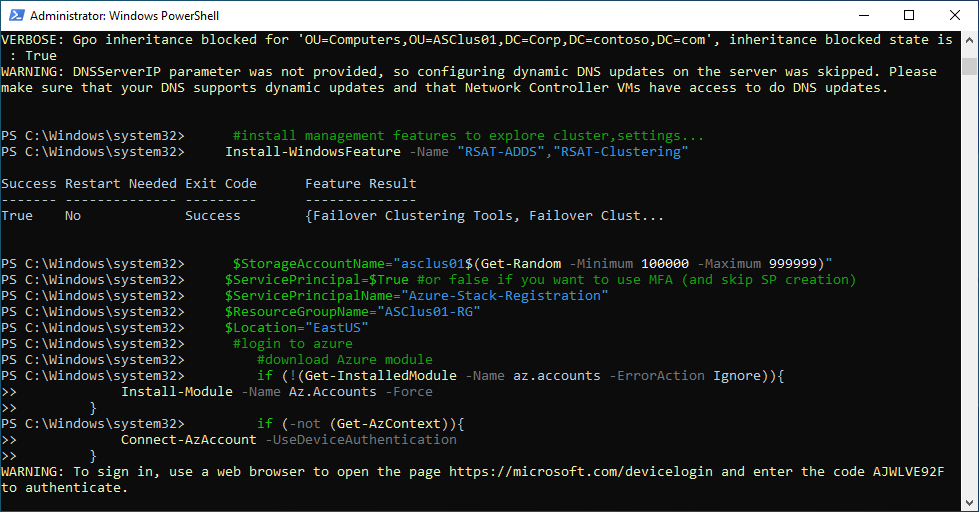 Administrator: Windows PowerShell
VERBOSE: Gpo inheritance blocked for 'OU=Computers,OU=ASClus01,DC=Corp,DC=contoso,DC=com', inheritance blocked state is
 : True
WARNING: DNSServerIP parameter was not provided, so configuring dynamic DNS updates on the server was skipped. Please
make sure that your DNS supports dynamic updates and that Network Controller VMs have access to do DNS updates.
PS C:\Windows\system32>      #install management features to explore cluster,settings...
PS C:\Windows\system32>     Install-WindowsFeature -Name "RSAT-ADDS","RSAT-Clustering"
Success Restart Needed Exit Code      Feature Result
------- -------------- ---------      --------------
True    No             Success        {Failover Clustering Tools, Failover Clust...
PS C:\Windows\system32>      $StorageAccountName="asclus01$(Get-Random -Minimum 100000 -Maximum 999999)"
PS C:\Windows\system32>     $ServicePrincipal=$True #or false if you want to use MFA (and skip SP creation)
PS C:\Windows\system32>     $ServicePrincipalName="Azure-Stack-Registration"
PS C:\Windows\system32>     $ResourceGroupName="ASClus01-RG"
PS C:\Windows\system32>     $Location="EastUS"
PS C:\Windows\system32>      #login to azure
PS C:\Windows\system32>         #download Azure module
PS C:\Windows\system32>         if (!(Get-InstalledModule -Name az.accounts -ErrorAction Ignore)){
>>             Install-Module -Name Az.Accounts -Force
>>         }
PS C:\Windows\system32>         if (-not (Get-AzContext)){
>>             Connect-AzAccount -UseDeviceAuthentication
>>         }
WARNING: To sign in, use a web browser to open the page https://microsoft.com/devicelogin and enter the code AJWLVE92F
to authenticate.